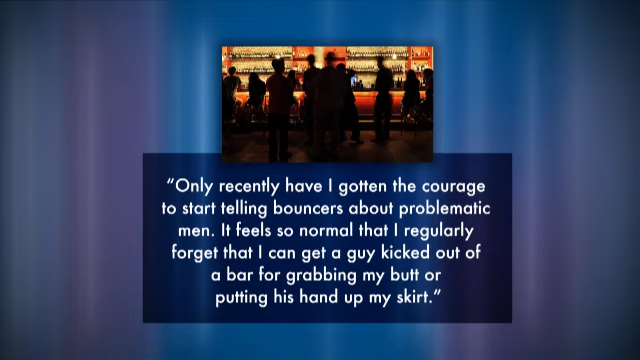 “Only recently have I gotten the courage
to start telling bouncers about problematic
men. It feels so normal that I regularly
forget that I can get a guy kicked out of
a bar for grabbing my butt or
putting his hand up my skirt.”